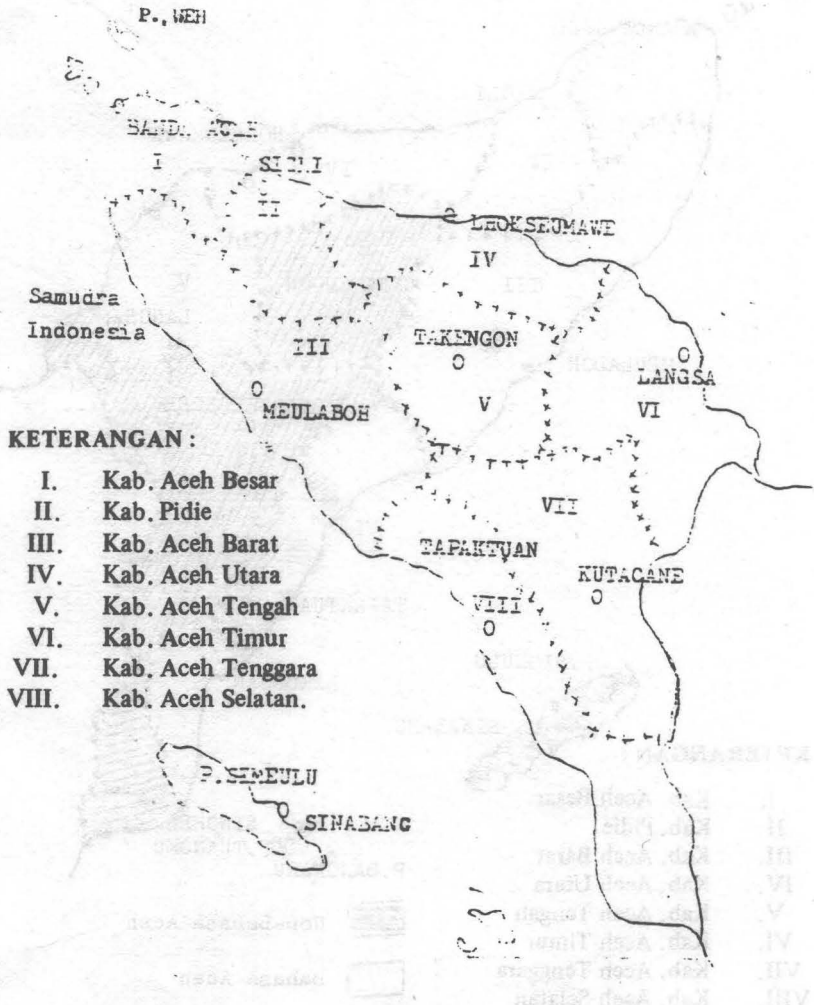 P., WEH
BANDA ACEH
I
SIGLI
II
LHOKSEUMAWE
IV
Samudra
Indonesia
III
TAKENGON
LANGSA
MEULABOH
V
VI
KETERANGAN :
I. Kab. Aceh Besar
II. Kab. Pidie
III. Kab. Aceh Barat
IV. Kab. Aceh Utara
V. Kab. Aceh Tengah
VI. Kab. Aceh Timur
VII. Kab. Aceh Tenggara
VIII. Kab. Aceh Selatan.
VII
TAPAKTUAN
KUTACANE
VIII
P.SIMEULU
SINABANG